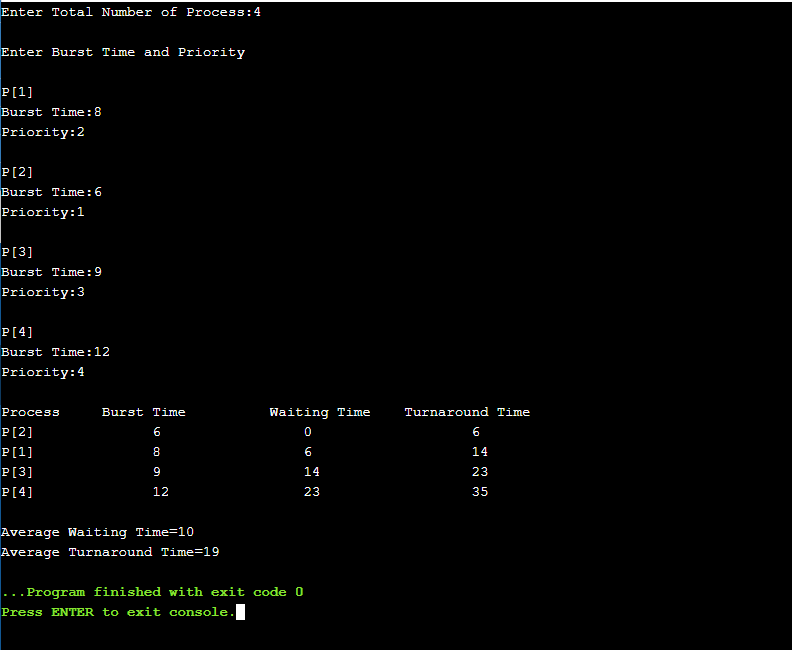 Enter Total Number of Process:4
Enter Burst Time and Priority
P[1]
Burst Time:8
Priority:2
P[2]
Burst Time:6
Priority:1
P[3]
Burst Time:9
Priority:3
P[4]
Burst Time:12
Priority:4
Process Burst Time Waiting Time Turnaround Time
P[2] 6 0 6
P[1] 8 6 14
P[3] 9 14 23
P[4] 12 23 35
Average Waiting Time=10
Average Turnaround Time=19
...Program finished with exit code 0
Press ENTER to exit console.